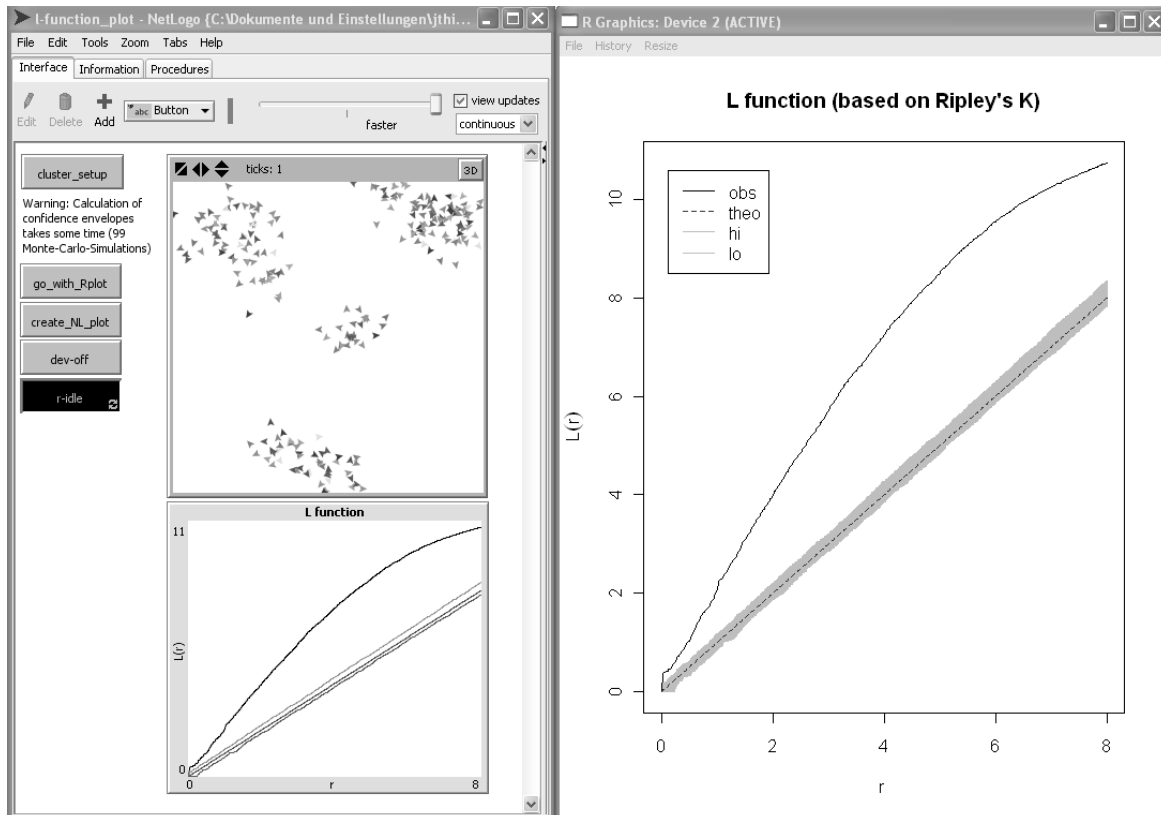 l-function_plot - NetLogo {C:\Dokumente und Einstellungen\jthi...
File Edit Tools Zoom Tabs Help
Interface Information Procedures
Edit Delete Add abc Button faster view updates continuous
cluster_setup
Warning: Calculation of
confidence envelopes
takes some time (99
Monte-Carlo-Simulations)
go_with_Rplot
create_NL_plot
dev-off
r-idle
ticks: 1 3D
L function
11
L(r)
0
0 r 8
R Graphics: Device 2 (ACTIVE)
File History Resize
L function (based on Ripley's K)
obs
theo
hi
lo
10
8
6
4
2
0
L(r)
0 2 4 6 8
r